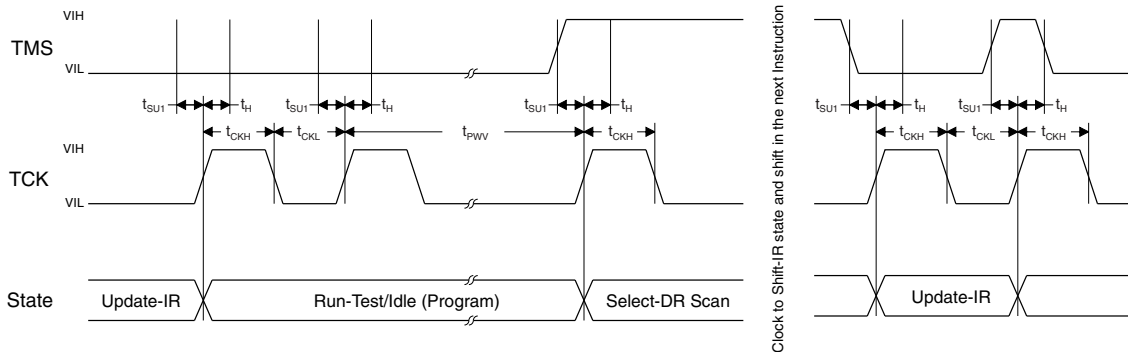 VIH
TMS
VIL
tSU1 tH tSU1 tH tSU1 tH tSU1 tH tSU1 tH
tCKH tCKL tPWV tCKH tCKH tCKL tCKH
VIH
TCK
VIL
State Update-IR Run-Test/Idle (Program) Select-DR Scan Update-IR
Clock to Shift-IR state and shift in the next Instruction